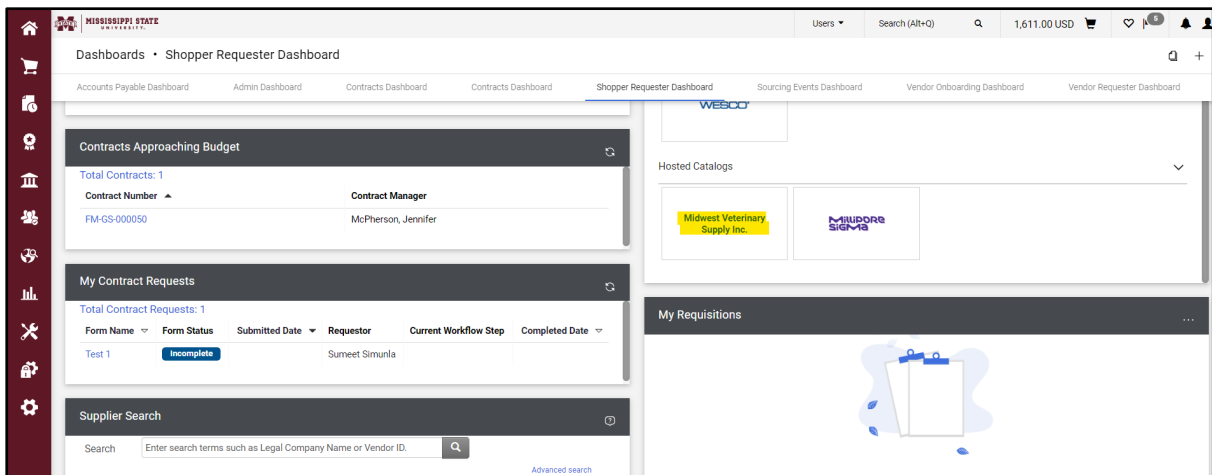 MISSISSIPPI STATE
UNIVERSITY.
Users
Search (Alt+Q)
1,611.00 USD
5
Dashboards • Shopper Requester Dashboard
Accounts Payable Dashboard
Admin Dashboard
Contracts Dashboard
Contracts Dashboard
Shopper Requester Dashboard
Sourcing Events Dashboard
Vendor Onboarding Dashboard
Vendor Requester Dashboard
Contracts Approaching Budget
Total Contracts: 1
Contract Number Contract Manager
FM-GS-000050 McPherson, Jennifer
My Contract Requests
Total Contract Requests: 1
Form Name Form Status Submitted Date Requestor Current Workflow Step Completed Date
Test 1 Incomplete Sumeet Simunla
Supplier Search
Search Enter search terms such as Legal Company Name or Vendor ID.
Advanced search
WESCO
Hosted Catalogs
Midwest Veterinary
Supply Inc.
MILLIPORE
SIGMA
My Requisitions
...